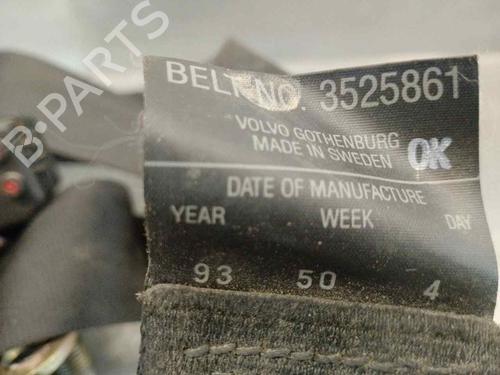 BELT NO. 3525861
VOLVO GOTHENBURG
MADE IN SWEDEN OK
DATE OF MANUFACTURE
YEAR WEEK DAY
93 50 4
B-PARTS